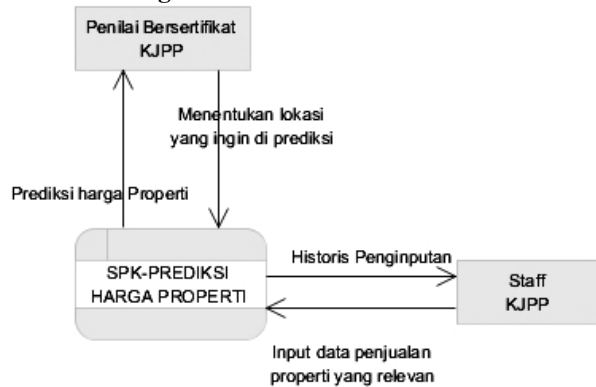 Penilai Bersertifikat
KJPP
Menentukan lokasi
yang ingin di prediksi
Prediksi harga Properti
SPK-PREDIKSI
HARGA PROPERTI
Historis Penginputan
Staff
KJPP
Input data penjualan
properti yang relevan